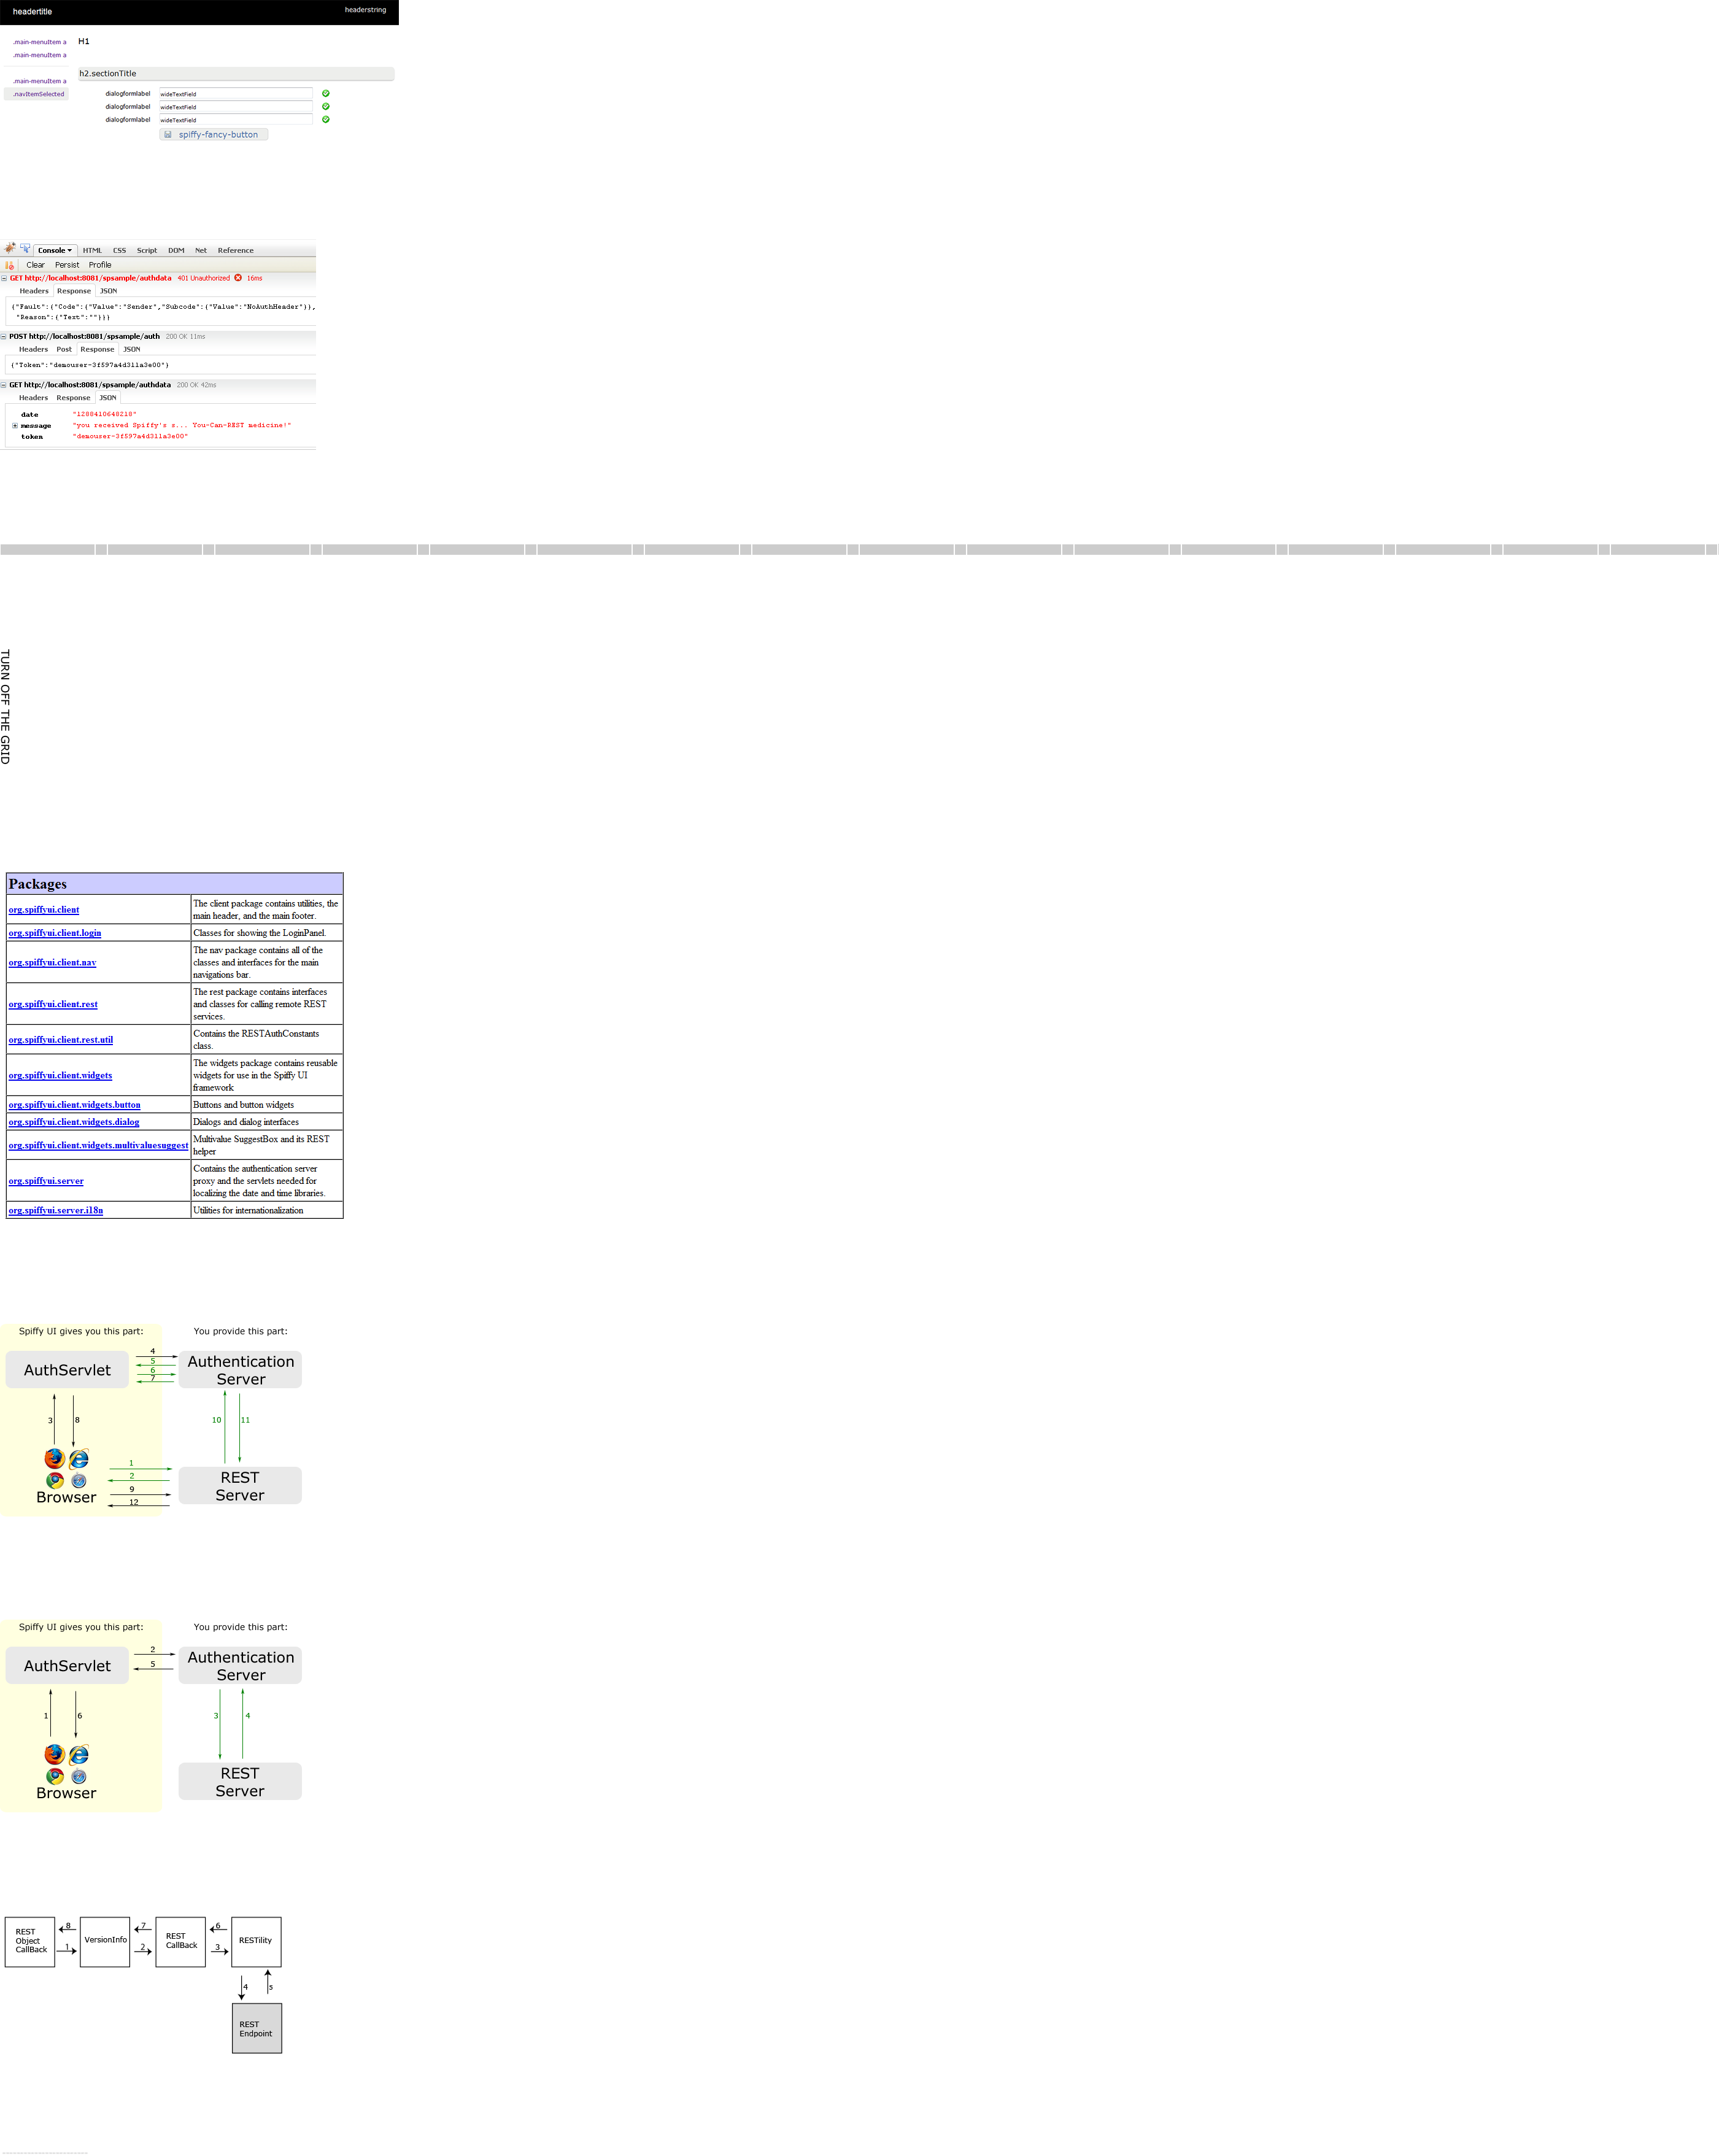 headertitle
headerstring
.main-menuItem a
H1
.main-menuItem a
h2.sectionTitle
.main-menuItem a
.navItemSelected
dialogformlabel wideTextField
dialogformlabel wideTextField
dialogformlabel wideTextField
spiffy-fancy-button
Console HTML CSS Script DOM Net Reference
Clear Persist Profile
GET http://localhost:8081/spsample/authdata 401 Unauthorized 16ms
Headers Response JSON
{"Fault":{"Code":{"Value":"Sender","Subcode":{"Value":"NoAuthHeader"}},
"Reason":{"Text":""}}}
POST http://localhost:8081/spsample/auth 200 OK 11ms
Headers Post Response JSON
{"Token":"demouser-3f597a4d311a3e00"}
GET http://localhost:8081/spsample/authdata 200 OK 42ms
Headers Response JSON
date "1288410648218"
message "you received Spiffy's s... You-Can-REST medicine!"
token "demouser-3f597a4d311a3e00"
TURN OFF THE GRID
Packages
org.spiffyui.client
The client package contains utilities, the
main header, and the main footer.
org.spiffyui.client.login
Classes for showing the LoginPanel.
org.spiffyui.client.nav
The nav package contains all of the
classes and interfaces for the main
navigations bar.
org.spiffyui.client.rest
The rest package contains interfaces
and classes for calling remote REST
services.
org.spiffyui.client.rest.util
Contains the RESTAuthConstants
class.
org.spiffyui.client.widgets
The widgets package contains reusable
widgets for use in the Spiffy UI
framework
org.spiffyui.client.widgets.button
Buttons and button widgets
org.spiffyui.client.widgets.dialog
Dialogs and dialog interfaces
org.spiffyui.client.widgets.multivaluesuggest
Multivalue SuggestBox and its REST
helper
org.spiffyui.server
Contains the authentication server
proxy and the servlets needed for
localizing the date and time libraries.
org.spiffyui.server.i18n
Utilities for internationalization
Spiffy UI gives you this part:
You provide this part:
AuthServlet
4
5
6
7
Authentication
Server
3
8
10
11
1
2
9
12
Browser
REST
Server
Spiffy UI gives you this part:
You provide this part:
AuthServlet
2
5
Authentication
Server
1
6
3
4
Browser
REST
Server
REST
Object
CallBack
8
1
VersionInfo
7
2
REST
CallBack
6
3
RESTility
4
5
REST
Endpoint